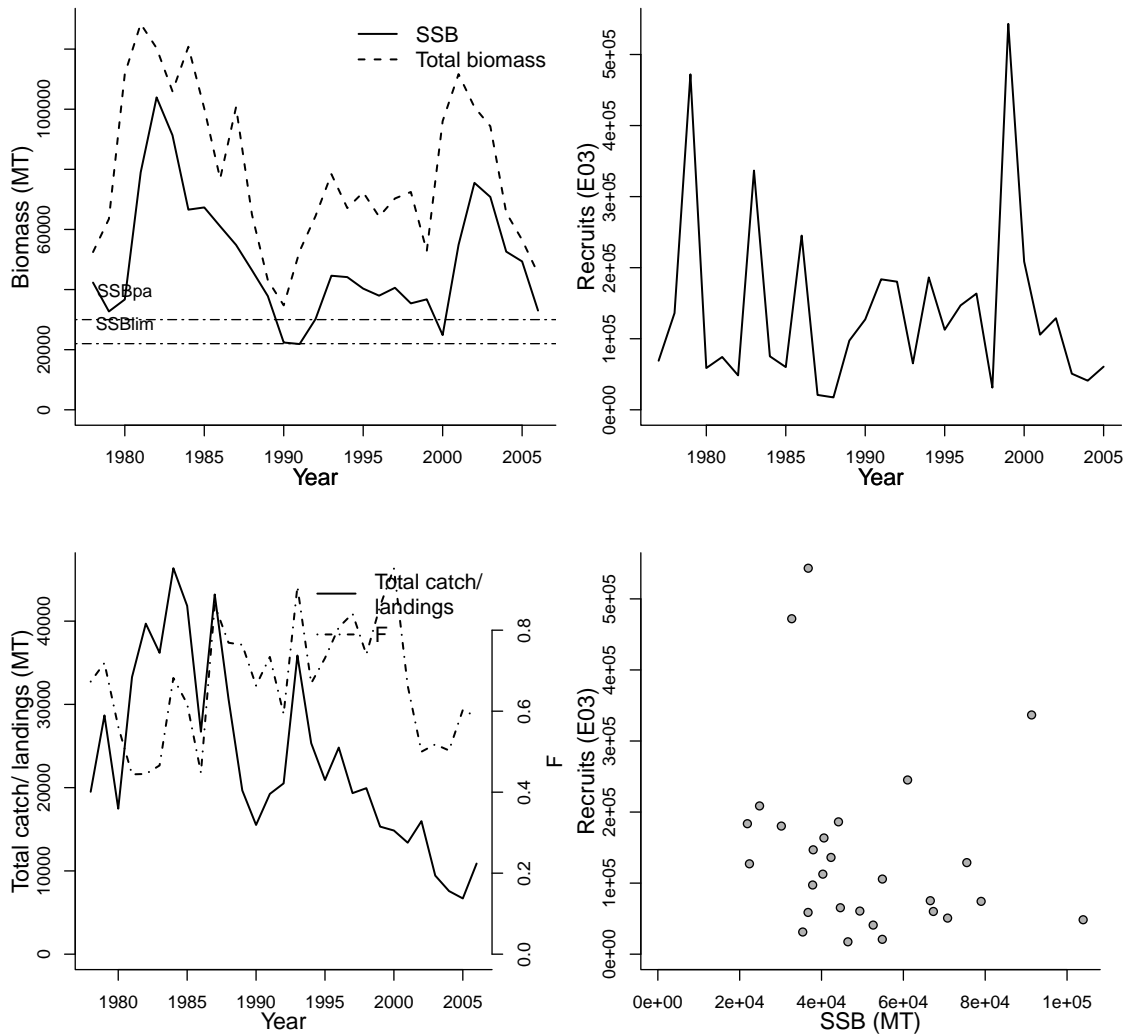 SSB
Total biomass
Biomass (MT)
100000
60000
20000
0
SSBpa
SSBlim
1980 1985 1990 1995 2000 2005
Year
Recruits (E03)
5e+05
4e+05
3e+05
2e+05
1e+05
0e+00
1980 1985 1990 1995 2000 2005
Year
Total catch/
landings
F
Total catch/ landings (MT)
40000
30000
20000
10000
0
0.8
0.6
0.4
0.2
0.0
F
1980 1985 1990 1995 2000 2005
Year
Recruits (E03)
5e+05
4e+05
3e+05
2e+05
1e+05
0e+00
0e+00 2e+04 4e+04 6e+04 8e+04 1e+05
SSB (MT)